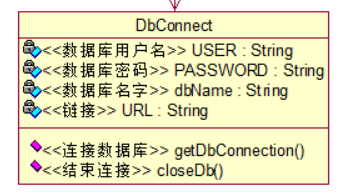 DbConnect
<<数据库用户名>> USER : String
<<数据库密码>> PASSWORD : String
<<数据库名字>> dbName : String
<<链接>> URL : String
<<连接数据库>> getDbConnection()
<<结束连接>> closeDb()